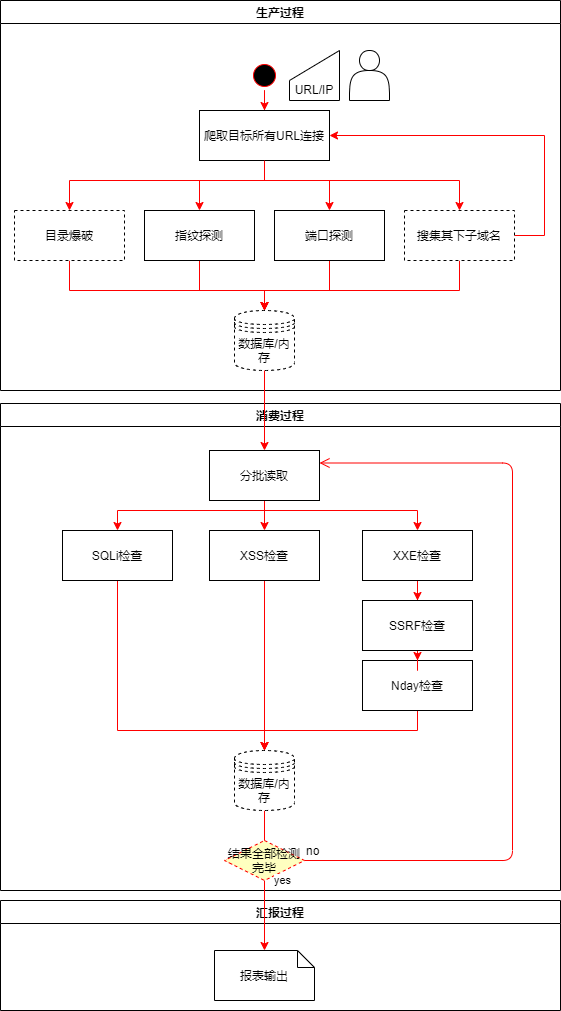 生产过程
URL/IP
爬取目标所有URL连接
目录爆破
指纹探测
端口探测
搜集其下子域名
数据库/内
存
消费过程
分批读取
SQLi检查
XSS检查
XXE检查
SSRF检查
Nday检查
数据库/内
存
结果全部检测
完毕
no
yes
汇报过程
报表输出